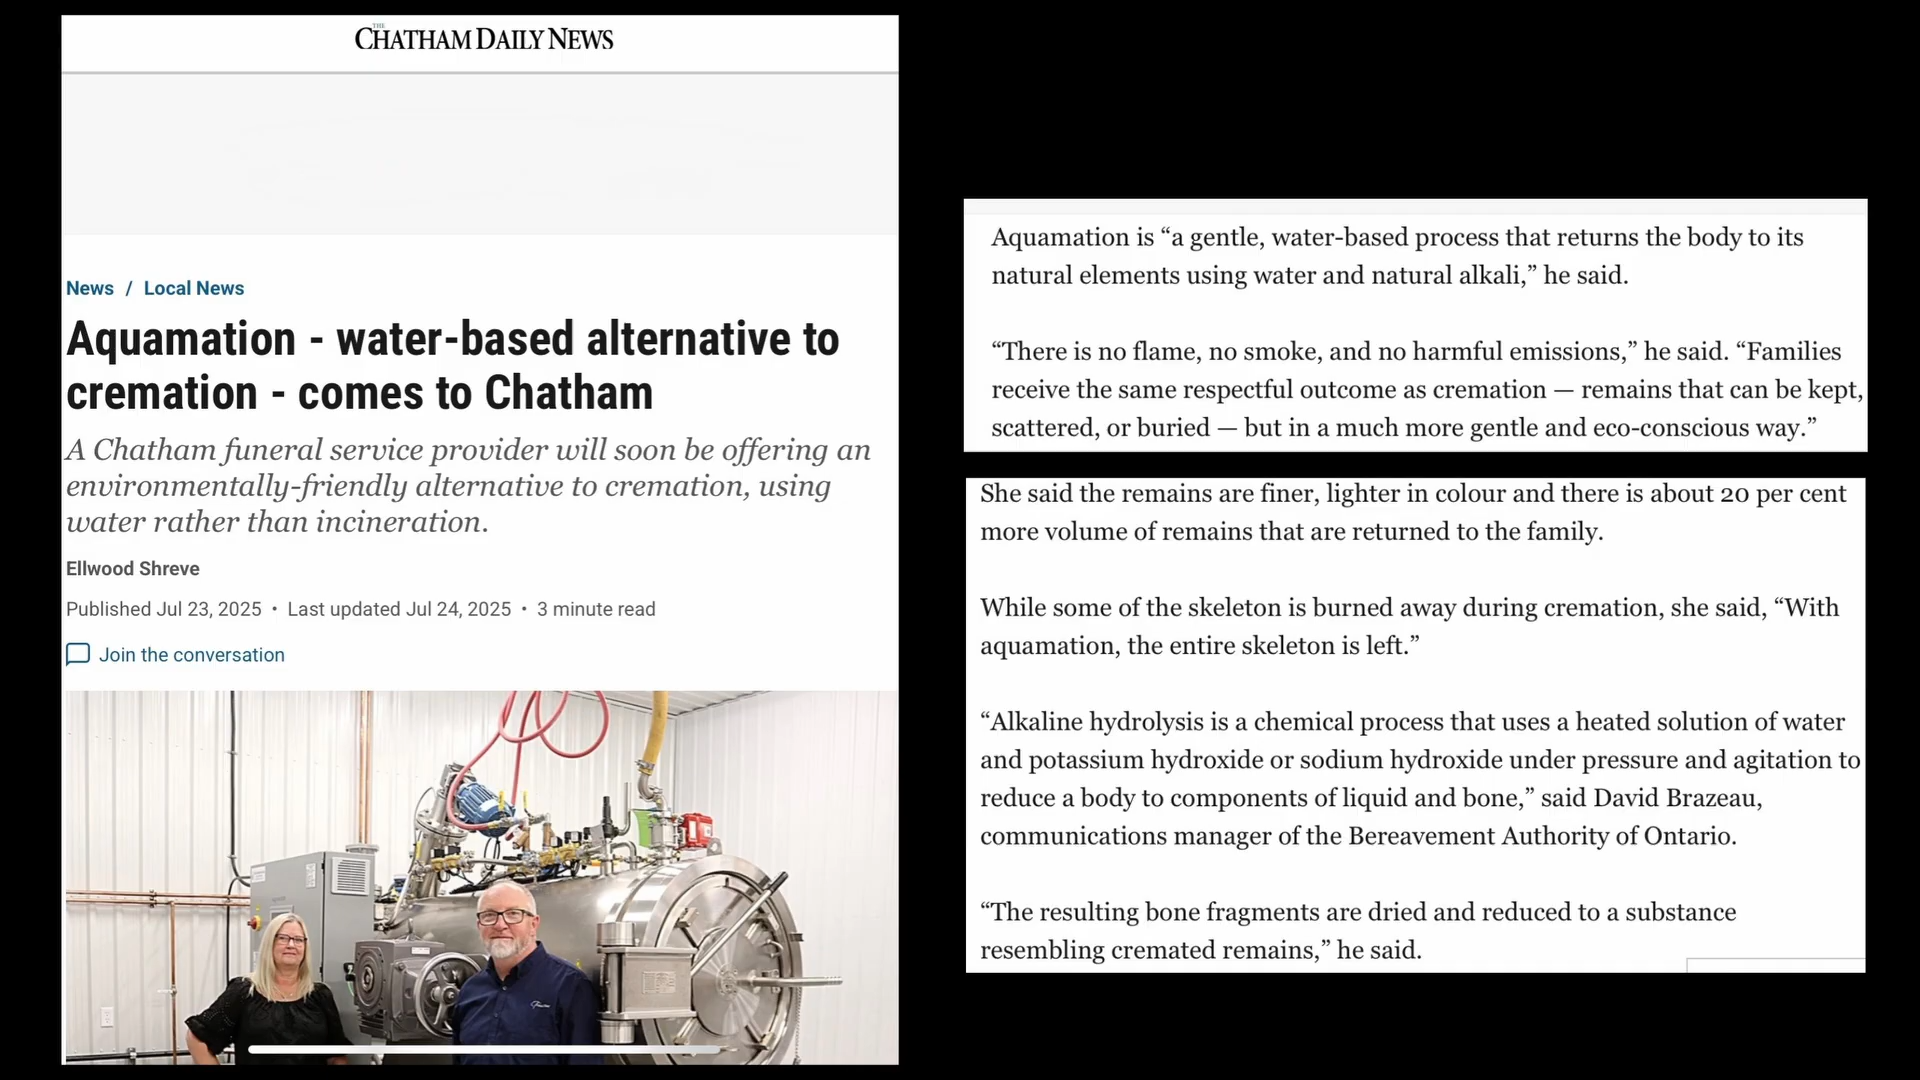 THE
CHATHAM DAILY NEWS
News / Local News
Aquamation - water-based alternative to
cremation - comes to Chatham
A Chatham funeral service provider will soon be offering an
environmentally-friendly alternative to cremation, using
water rather than incineration.
Ellwood Shreve
Published Jul 23, 2025 • Last updated Jul 24, 2025 • 3 minute read
Join the conversation
Aquamation is “a gentle, water-based process that returns the body to its
natural elements using water and natural alkali,” he said.
“There is no flame, no smoke, and no harmful emissions,” he said. “Families
receive the same respectful outcome as cremation — remains that can be kept,
scattered, or buried — but in a much more gentle and eco-conscious way.”
She said the remains are finer, lighter in colour and there is about 20 per cent
more volume of remains that are returned to the family.
While some of the skeleton is burned away during cremation, she said, “With
aquamation, the entire skeleton is left.”
“Alkaline hydrolysis is a chemical process that uses a heated solution of water
and potassium hydroxide or sodium hydroxide under pressure and agitation to
reduce a body to components of liquid and bone,” said David Brazeau,
communications manager of the Bereavement Authority of Ontario.
“The resulting bone fragments are dried and reduced to a substance
resembling cremated remains,” he said.